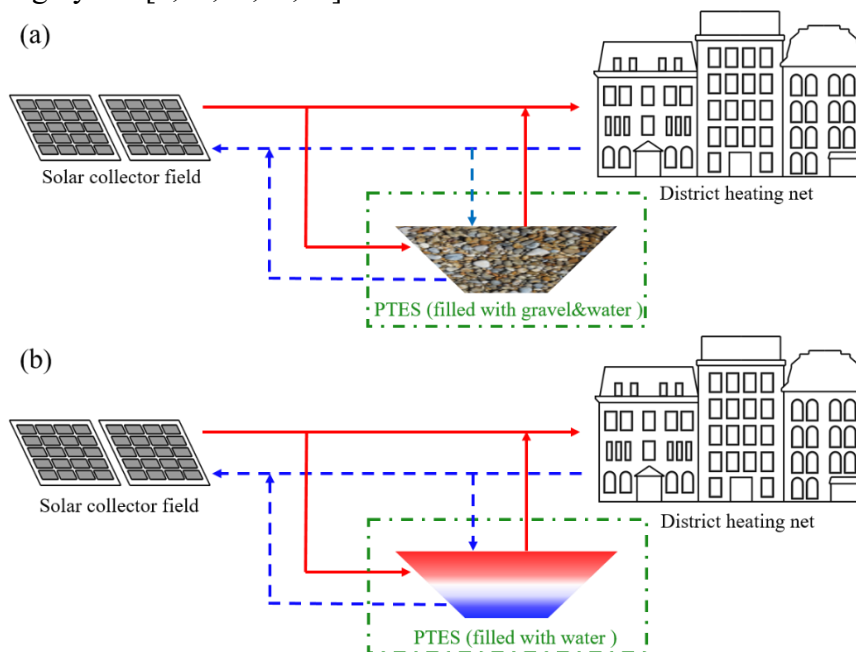 (a)
Solar collector field
District heating net
PTES (filled with gravel&water )
(b)
Solar collector field
District heating net
PTES (filled with water )